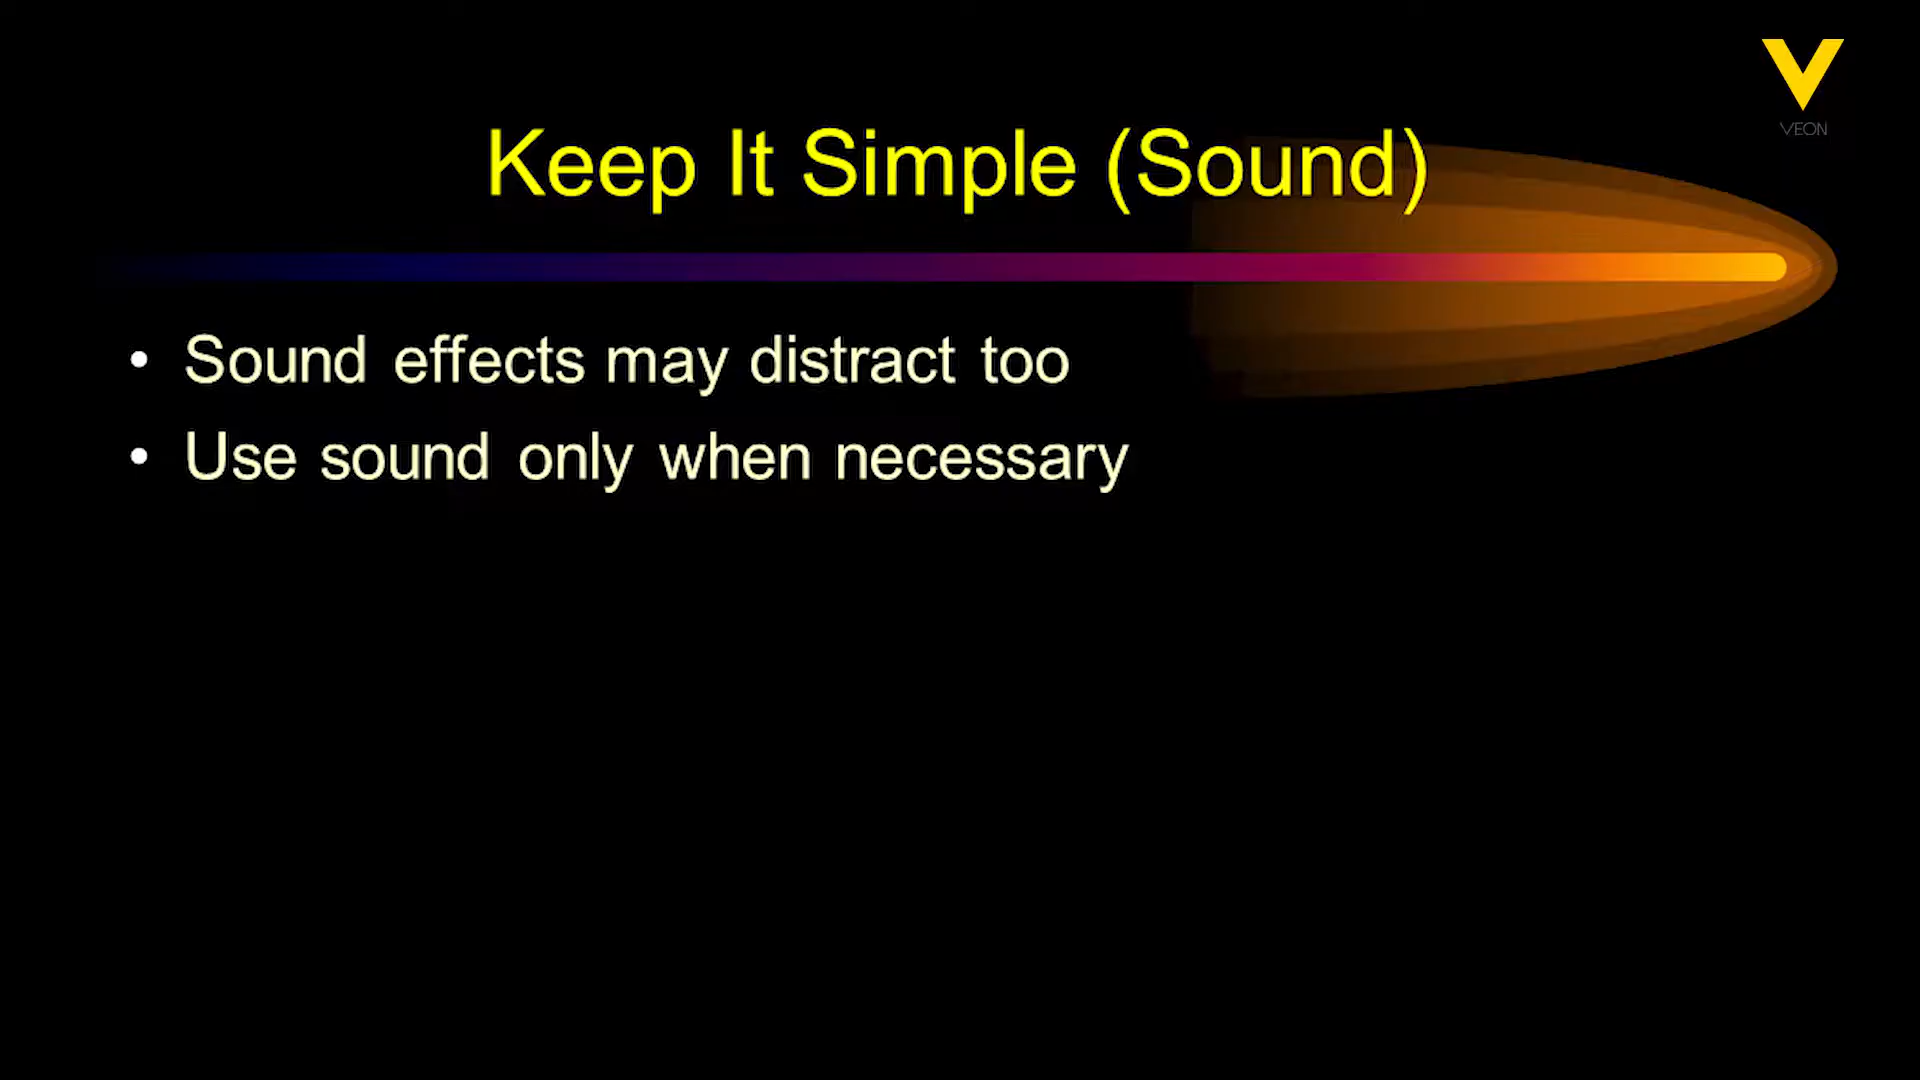 VEON
Keep It Simple (Sound)
• Sound effects may distract too
• Use sound only when necessary